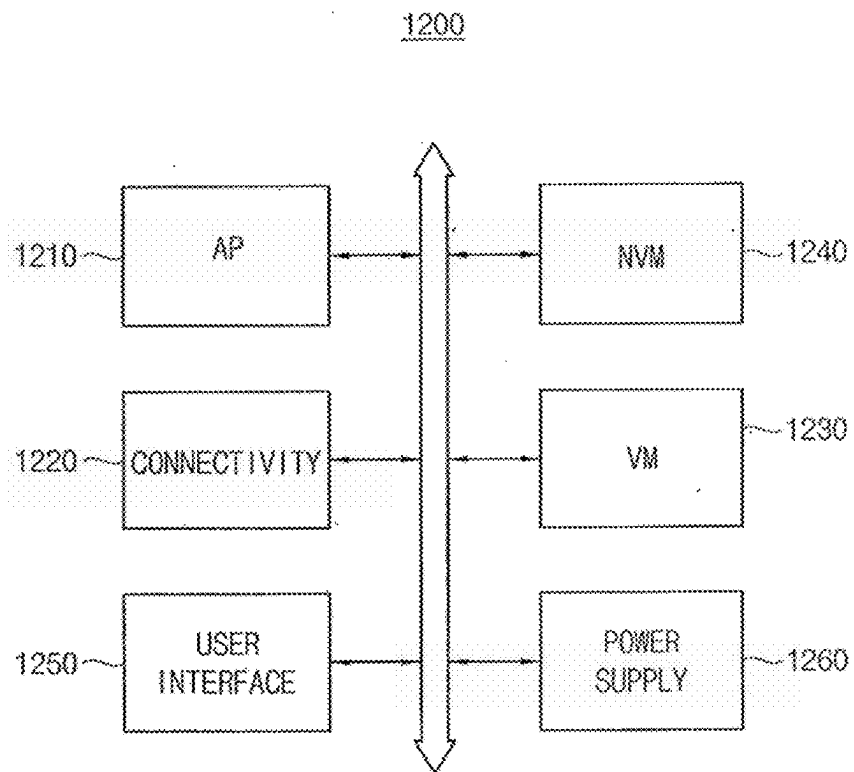 1200
1210 AP
NVM 1240
1220 CONNECTIVITY
VM 1230
1250 USER
INTERFACE
POWER
SUPPLY 1260